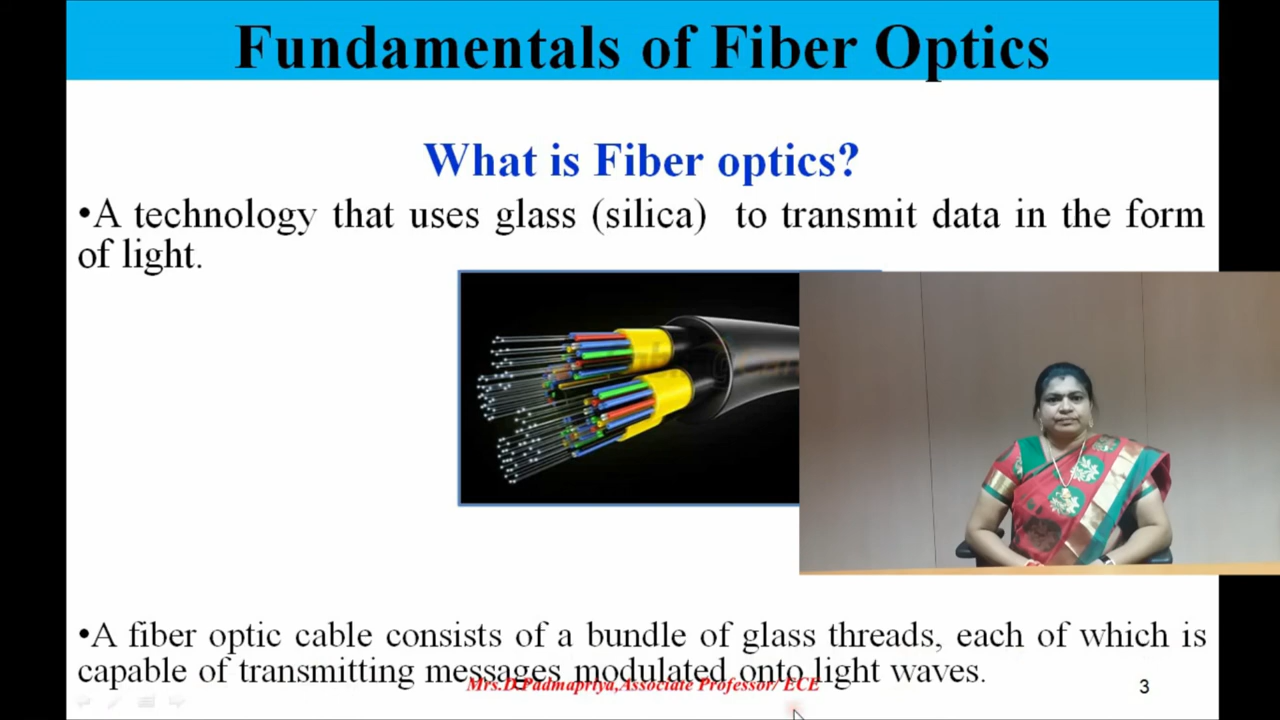 Fundamentals of Fiber Optics
What is Fiber optics?
•A technology that uses glass (silica) to transmit data in the form
of light.
•A fiber optic cable consists of a bundle of glass threads, each of which is
capable of transmitting messages modulated onto light waves.
Mrs.D.Padmapriya,Associate Professor/ ECE
3